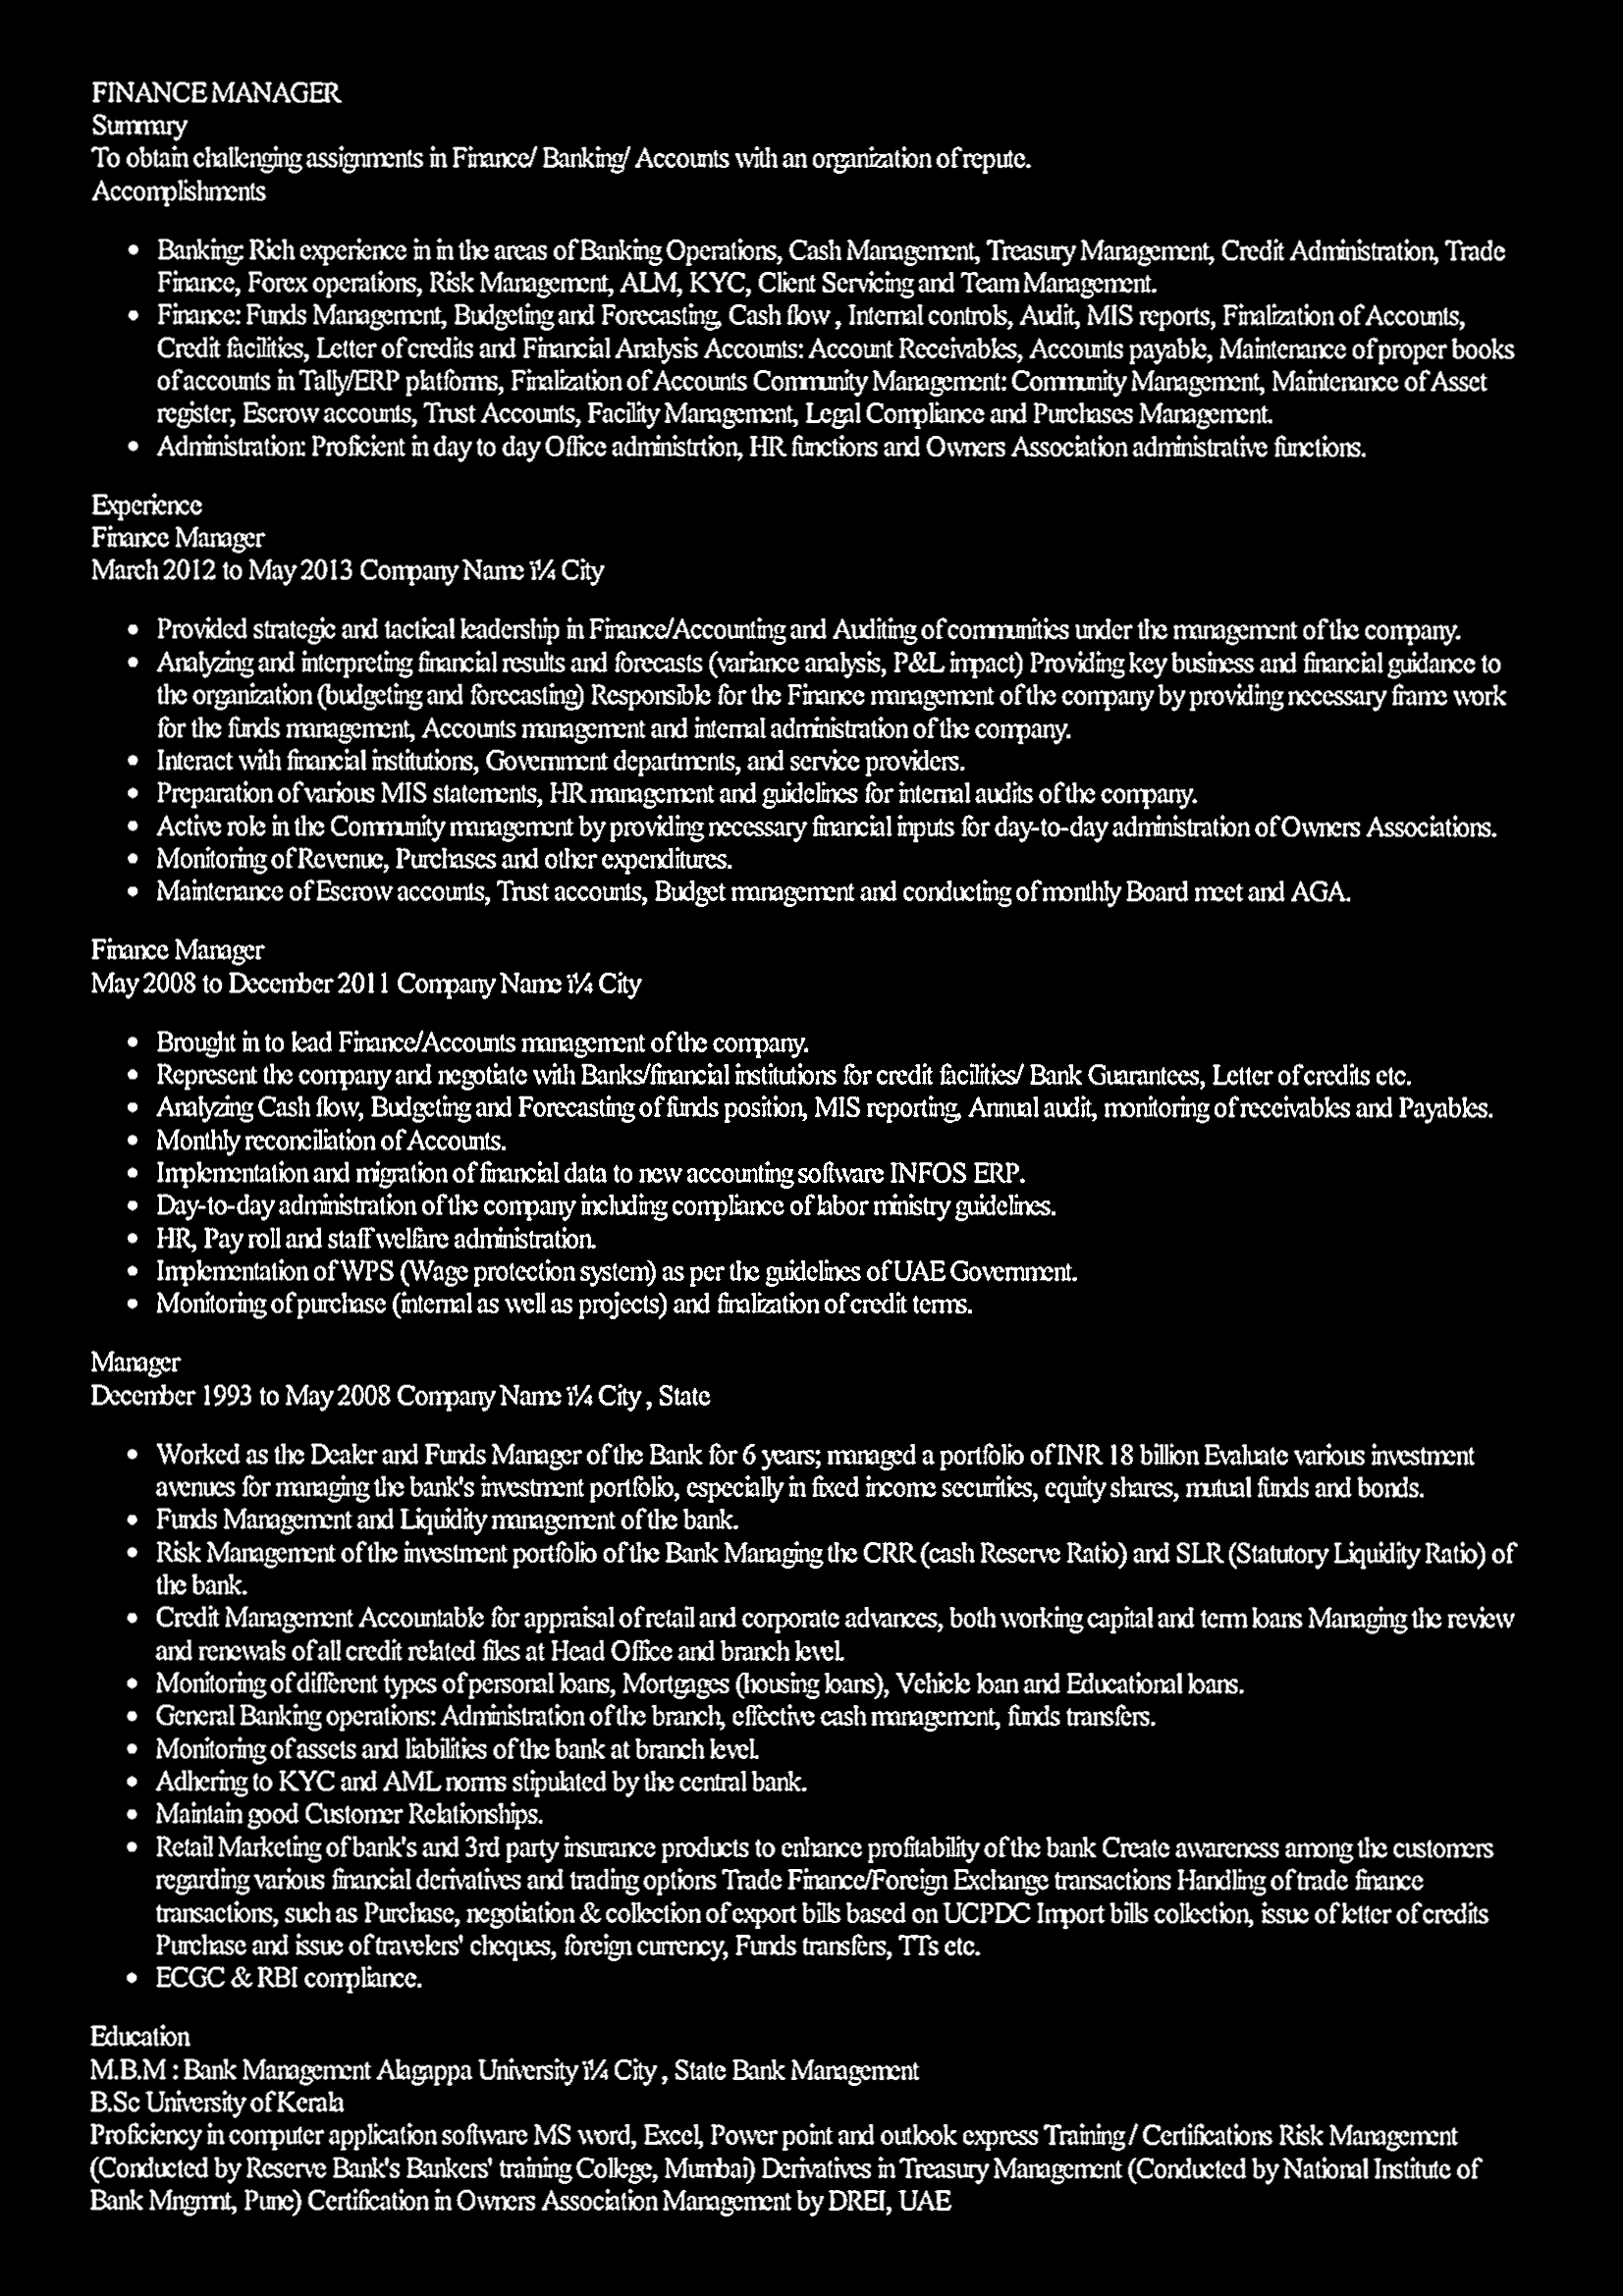 FINANCE MANAGER
Summary
To obtain challenging assignments in Finance/ Banking/ Accounts with an organization of repute.
Accomplishments
• Banking: Rich experience in in the areas of Banking Operations, Cash Management, Treasury Management, Credit Administration, Trade
Finance, Forex operations, Risk Management, ALM, KYC, Client Servicing and Team Management.
• Finance: Funds Management, Budgeting and Forecasting, Cash flow , Internal controls, Audit, MIS reports, Finalization of Accounts,
Credit facilities, Letter of credits and Financial Analysis Accounts: Account Receivables, Accounts payable, Maintenance of proper books
of accounts in Tally/ERP platforms, Finalization of Accounts Community Management: Community Management, Maintenance of Asset
register, Escrow accounts, Trust Accounts, Facility Management, Legal Compliance and Purchases Management.
• Administration: Proficient in day to day Office administrtion, HR functions and Owners Association administrative functions.
Experience
Finance Manager
March 2012 to May 2013 Company Name ï¼ City
• Provided strategic and tactical leadership in Finance/Accounting and Auditing of communities under the management of the company.
• Analyzing and interpreting financial results and forecasts (variance analysis, P&L impact) Providing key business and financial guidance to
the organization (budgeting and forecasting) Responsible for the Finance management of the company by providing necessary frame work
for the funds management, Accounts management and internal administration of the company.
• Interact with financial institutions, Government departments, and service providers.
• Preparation of various MIS statements, HR management and guidelines for internal audits of the company.
• Active role in the Community management by providing necessary financial inputs for day-to-day administration of Owners Associations.
• Monitoring of Revenue, Purchases and other expenditures.
• Maintenance of Escrow accounts, Trust accounts, Budget management and conducting of monthly Board meet and AGA.
Finance Manager
May 2008 to December 2011 Company Name ï¼ City
• Brought in to lead Finance/Accounts management of the company.
• Represent the company and negotiate with Banks/financial institutions for credit facilities/ Bank Guarantees, Letter of credits etc.
• Analyzing Cash flow, Budgeting and Forecasting of funds position, MIS reporting, Annual audit, monitoring of receivables and Payables.
• Monthly reconciliation of Accounts.
• Implementation and migration of financial data to new accounting software INFOS ERP.
• Day-to-day administration of the company including compliance of labor ministry guidelines.
• HR, Pay roll and staff welfare administration.
• Implementation of WPS (Wage protection system) as per the guidelines of UAE Government.
• Monitoring of purchase (internal as well as projects) and finalization of credit terms.
Manager
December 1993 to May 2008 Company Name ï¼ City , State
• Worked as the Dealer and Funds Manager of the Bank for 6 years; managed a portfolio of INR 18 billion Evaluate various investment
avenues for managing the bank's investment portfolio, especially in fixed income securities, equity shares, mutual funds and bonds.
• Funds Management and Liquidity management of the bank.
• Risk Management of the investment portfolio of the Bank Managing the CRR (cash Reserve Ratio) and SLR (Statutory Liquidity Ratio) of
the bank.
• Credit Management Accountable for appraisal of retail and corporate advances, both working capital and term loans Managing the review
and renewals of all credit related files at Head Office and branch level.
• Monitoring of different types of personal loans, Mortgages (housing loans), Vehicle loan and Educational loans.
• General Banking operations: Administration of the branch, effective cash management, funds transfers.
• Monitoring of assets and liabilities of the bank at branch level.
• Adhering to KYC and AML norms stipulated by the central bank.
• Maintain good Customer Relationships.
• Retail Marketing of bank's and 3rd party insurance products to enhance profitability of the bank Create awareness among the customers
regarding various financial derivatives and trading options Trade Finance/Foreign Exchange transactions Handling of trade finance
transactions, such as Purchase, negotiation & collection of export bills based on UCPDC Import bills collection, issue of letter of credits
Purchase and issue of travelers' cheques, foreign currency, Funds transfers, TTs etc.
• ECGC & RBI compliance.
Education
M.B.M : Bank Management Alagappa University ï¼ City , State Bank Management
B.Sc University of Kerala
Proficiency in computer application software MS word, Excel, Power point and outlook express Training / Certifications Risk Management
(Conducted by Reserve Bank's Bankers' training College, Mumbai) Derivatives in Treasury Management (Conducted by National Institute of
Bank Mngmnt, Pune) Certification in Owners Association Management by DREI, UAE